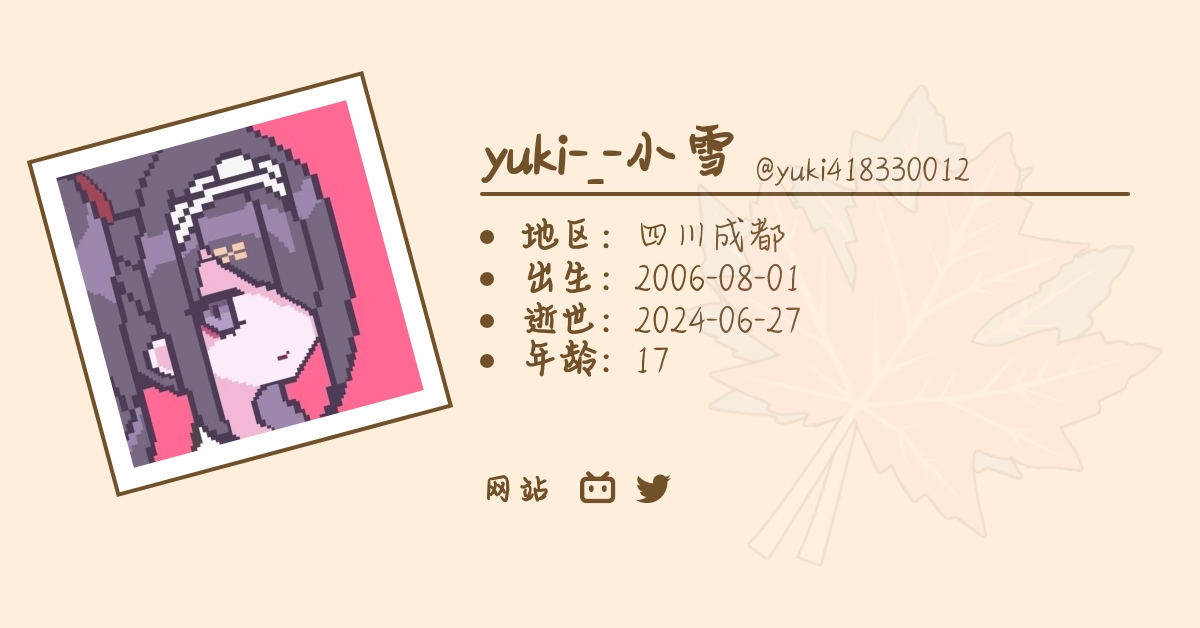 yuki-_-小雪 @yuki418330012
地区： 四川成都
出生： 2006-08-01
逝世： 2024-06-27
年龄： 17
网站